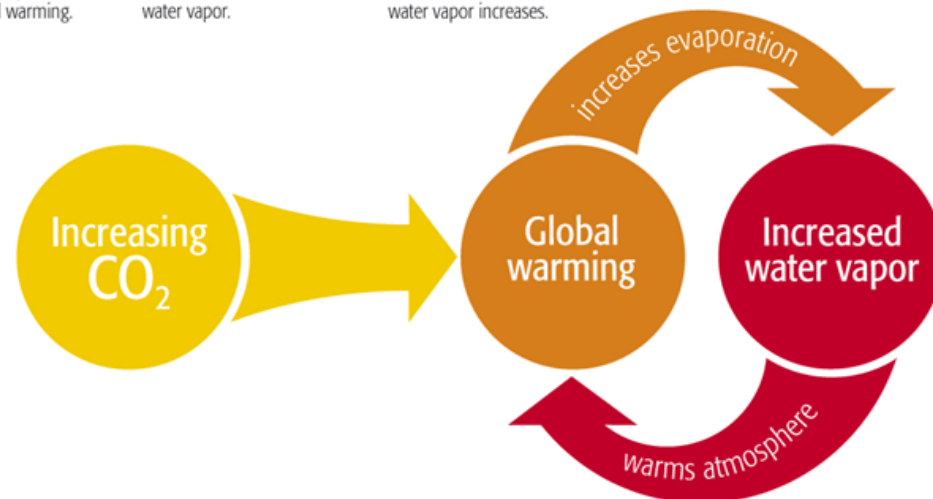 warming.
water vapor.
water vapor increases.
increases evaporation
Increasing
CO₂
Global
warming
Increased
water vapor
warms atmosphere